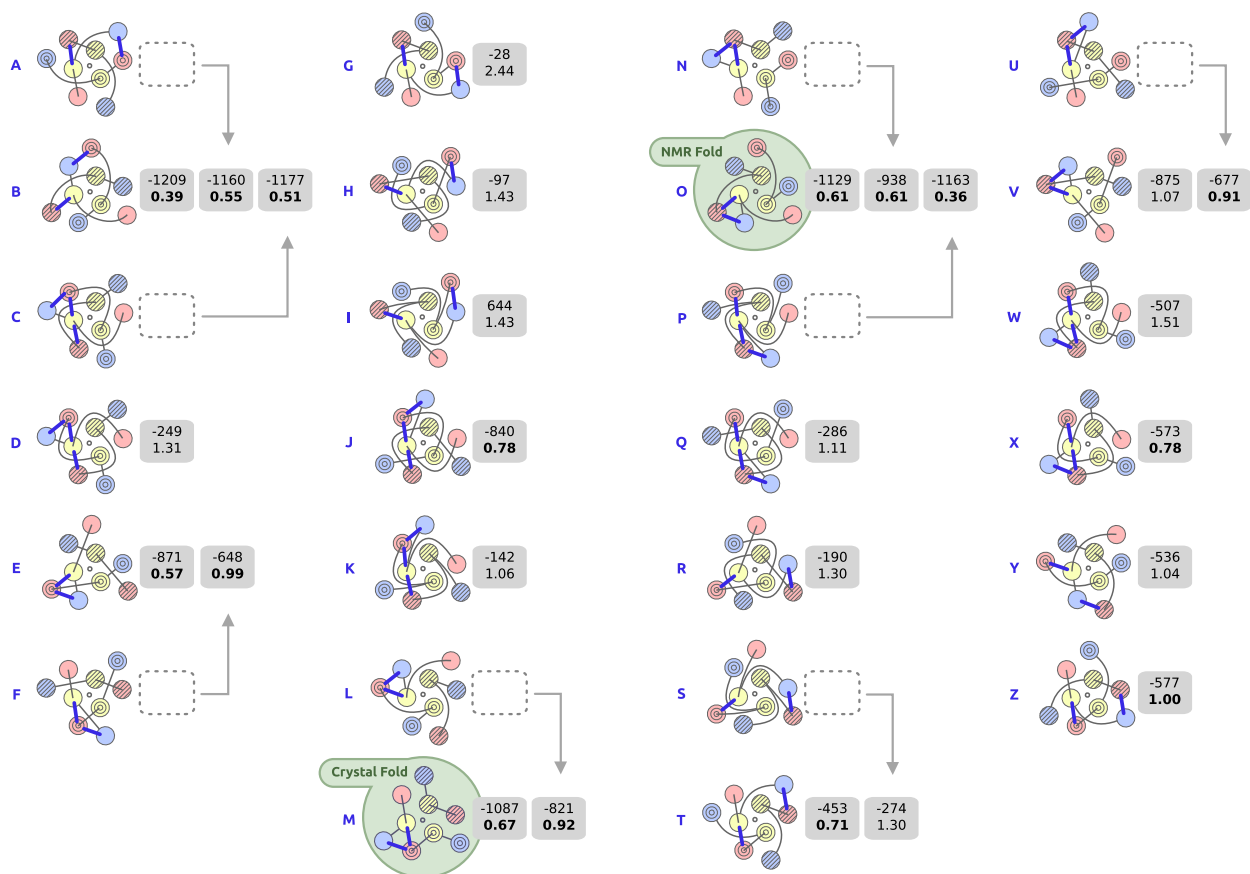 A
B
-1209 -1160 -1177
0.39 0.55 0.51
C
D
-249
1.31
E
-871 -648
0.57 0.99
F
G
-28
2.44
H
-97
1.43
I
644
1.43
J
-840
0.78
K
-142
1.06
L
Crystal Fold
M
-1087 -821
0.67 0.92
N
NMR Fold
O
-1129 -938 -1163
0.61 0.61 0.36
P
Q
-286
1.11
R
-190
1.30
S
T
-453 -274
0.71 1.30
U
V
-875 -677
1.07 0.91
W
-507
1.51
X
-573
0.78
Y
-536
1.04
Z
-577
1.00